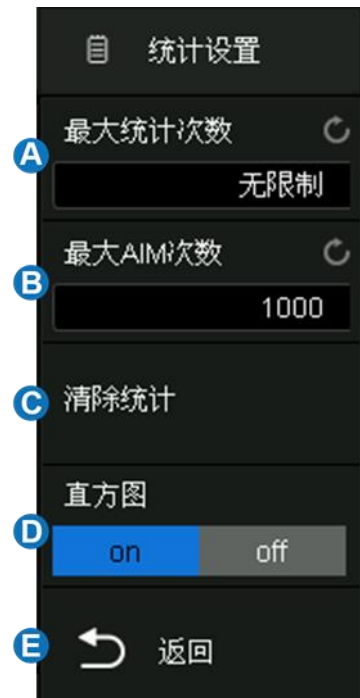 统计设置
A
最大统计次数
无限制
B
最大AIM次数
1000
C
清除统计
直方图
D
on off
E
返回